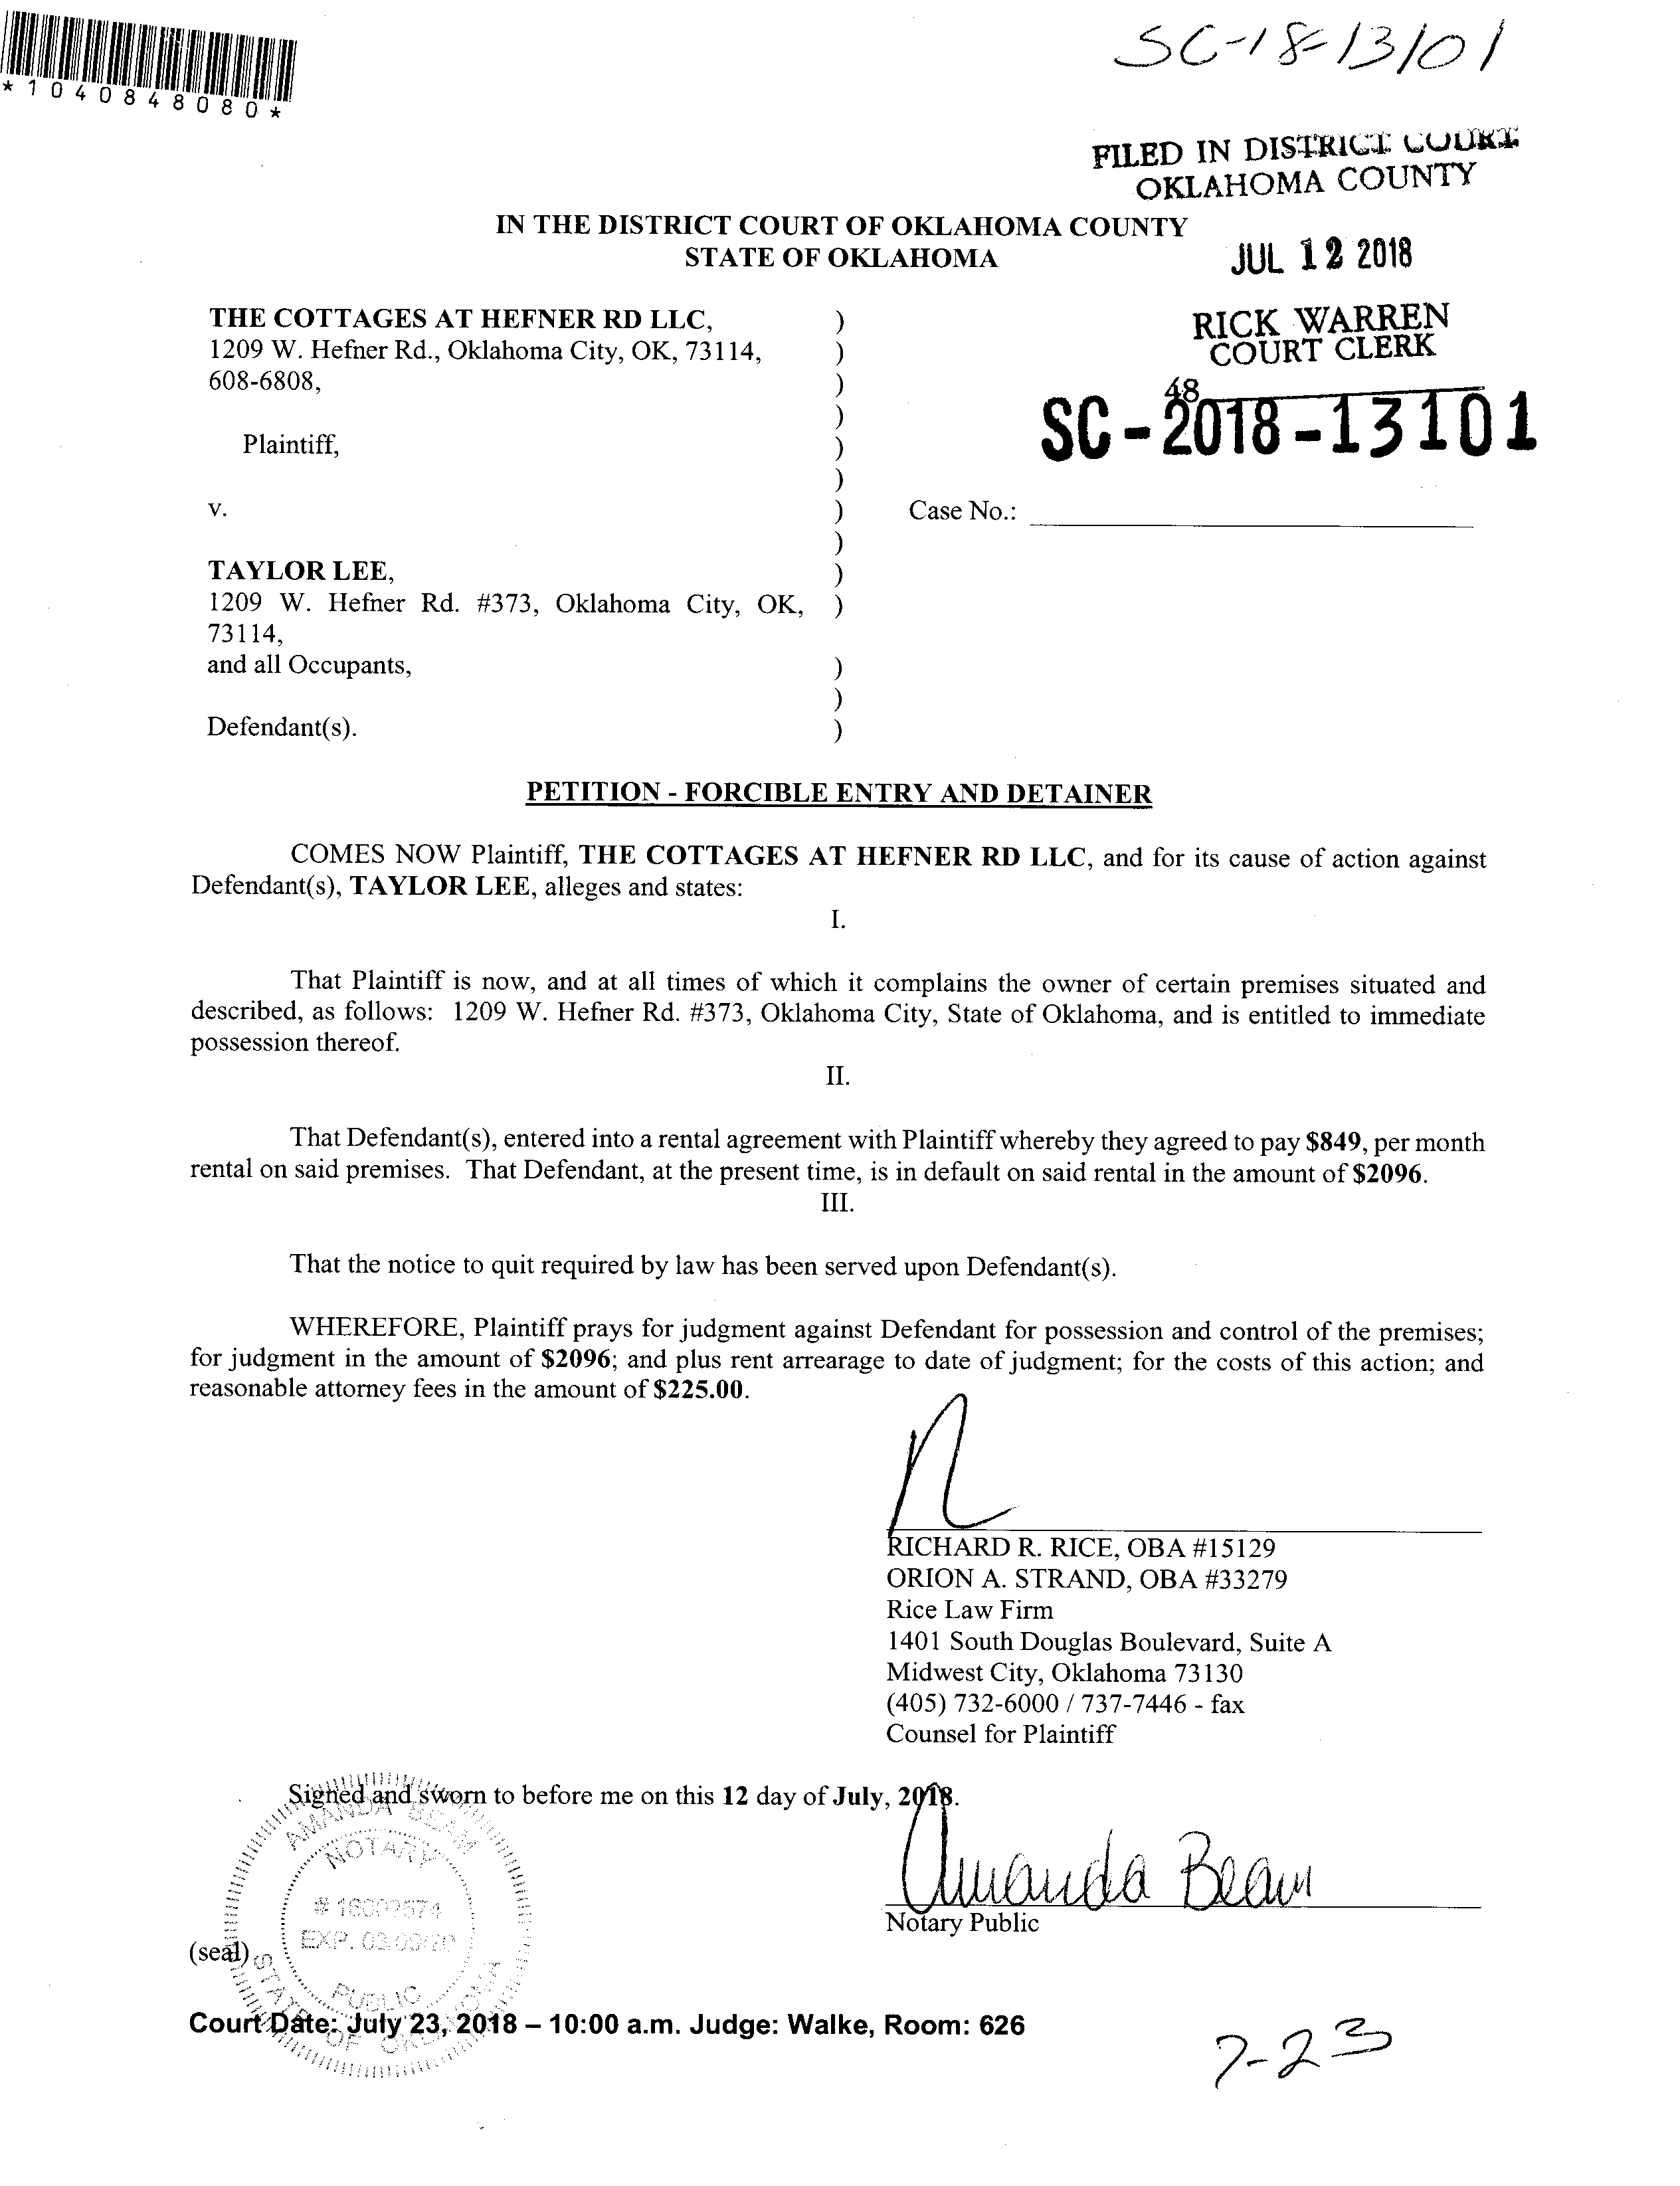 SC-18-13101
*1040848080*
FILED IN DISTRICT COURT
OKLAHOMA COUNTY
IN THE DISTRICT COURT OF OKLAHOMA COUNTY
STATE OF OKLAHOMA
JUL 12 2018
THE COTTAGES AT HEFNER RD LLC, )
RICK WARREN
1209 W. Hefner Rd., Oklahoma City, OK, 73114, )
COURT CLERK
608-6808, )
48
)
SC-2018-13101
Plaintiff, )
)
v. ) Case No.:
)
TAYLOR LEE, )
1209 W. Hefner Rd. #373, Oklahoma City, OK, )
73114,
and all Occupants, )
)
Defendant(s). )
PETITION - FORCIBLE ENTRY AND DETAINER
COMES NOW Plaintiff, THE COTTAGES AT HEFNER RD LLC, and for its cause of action against
Defendant(s), TAYLOR LEE, alleges and states:
I.
That Plaintiff is now, and at all times of which it complains the owner of certain premises situated and
described, as follows: 1209 W. Hefner Rd. #373, Oklahoma City, State of Oklahoma, and is entitled to immediate
possession thereof.
II.
That Defendant(s), entered into a rental agreement with Plaintiff whereby they agreed to pay $849, per month
rental on said premises. That Defendant, at the present time, is in default on said rental in the amount of $2096.
III.
That the notice to quit required by law has been served upon Defendant(s).
WHEREFORE, Plaintiff prays for judgment against Defendant for possession and control of the premises;
for judgment in the amount of $2096; and plus rent arrearage to date of judgment; for the costs of this action; and
reasonable attorney fees in the amount of $225.00.
RICHARD R. RICE, OBA #15129
ORION A. STRAND, OBA #33279
Rice Law Firm
1401 South Douglas Boulevard, Suite A
Midwest City, Oklahoma 73130
(405) 732-6000 / 737-7446 - fax
Counsel for Plaintiff
Signed and sworn to before me on this 12 day of July, 2018.
AMANDA BEAM
NOTARY
Amanda Beam
Notary Public
(seal)
PUBLIC
STATE OF OKLAHOMA
Court Date: July 23, 2018 – 10:00 a.m. Judge: Walke, Room: 626
7-23